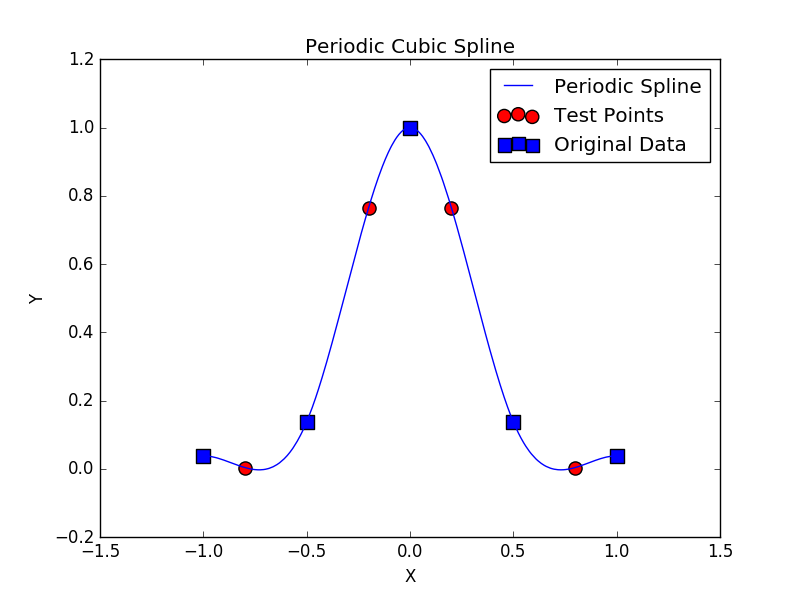 Periodic Cubic Spline
Periodic Spline
Test Points
Original Data
1.2
1.0
0.8
0.6
0.4
0.2
0.0
−0.2
Y
−1.5 −1.0 −0.5 0.0 0.5 1.0 1.5
X